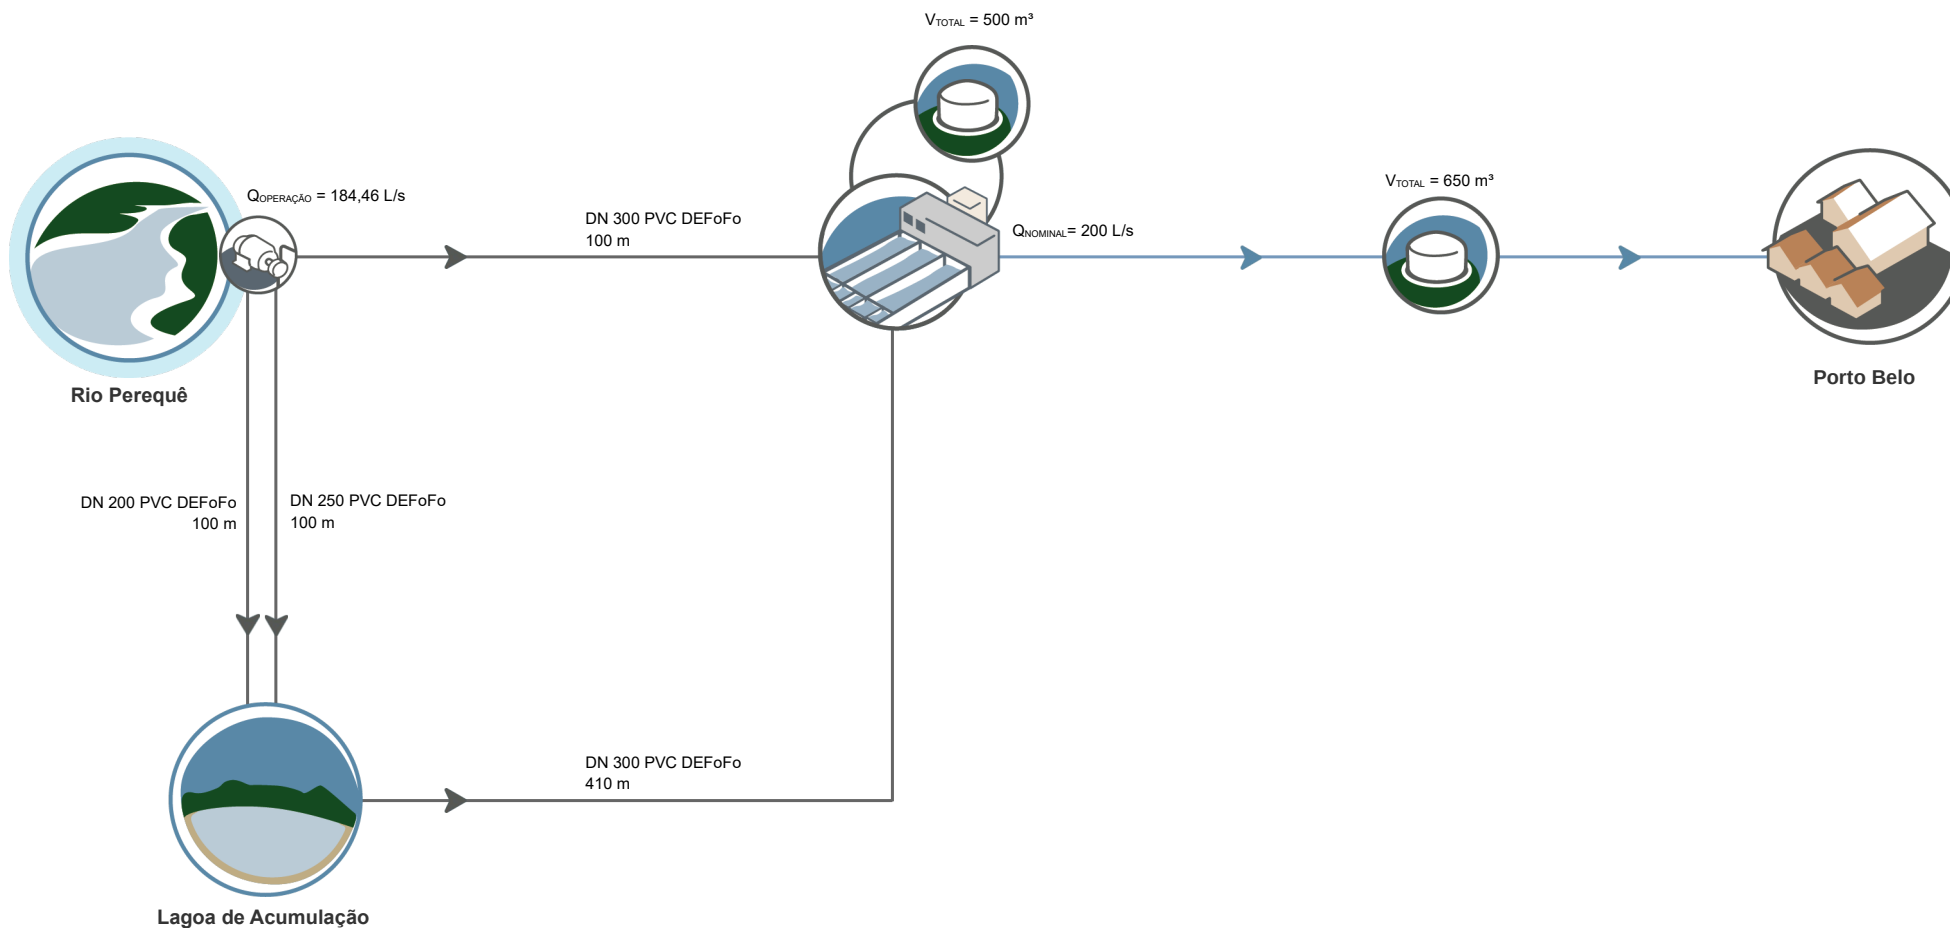 VTOTAL = 500 m³
VTOTAL = 650 m³
QOPERAÇÃO = 184,46 L/s
DN 300 PVC DEFoFo
100 m
QNOMINAL= 200 L/s
Rio Perequê
Porto Belo
DN 200 PVC DEFoFo
100 m
DN 250 PVC DEFoFo
100 m
DN 300 PVC DEFoFo
410 m
Lagoa de Acumulação